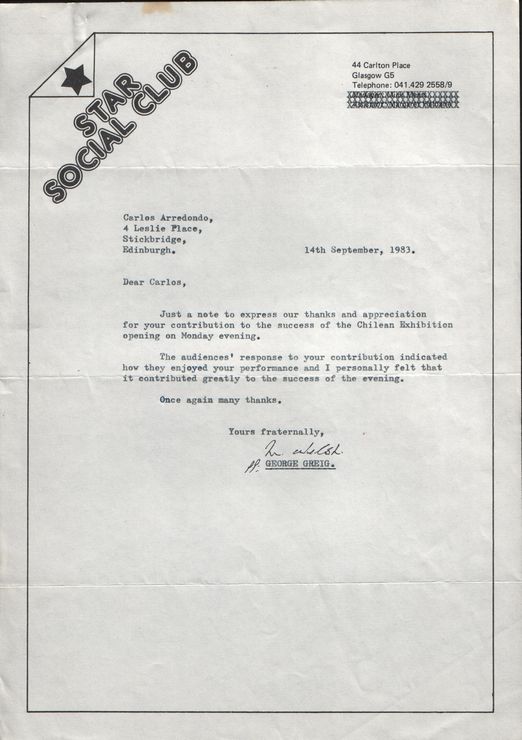 STAR
SOCIAL CLUB
44 Carlton Place
Glasgow G5
Telephone: 041.429 2558/9
Carlos Arredondo,
4 Leslie Place,
Stickbridge,
Edinburgh.
14th September, 1983.
Dear Carlos,
Just a note to express our thanks and appreciation
for your contribution to the success of the Chilean Exhibition
opening on Monday evening.
The audiences' response to your contribution indicated
how they enjoyed your performance and I personally felt that
it contributed greatly to the success of the evening.
Once again many thanks.
Yours fraternally,
pp. GEORGE GREIG.